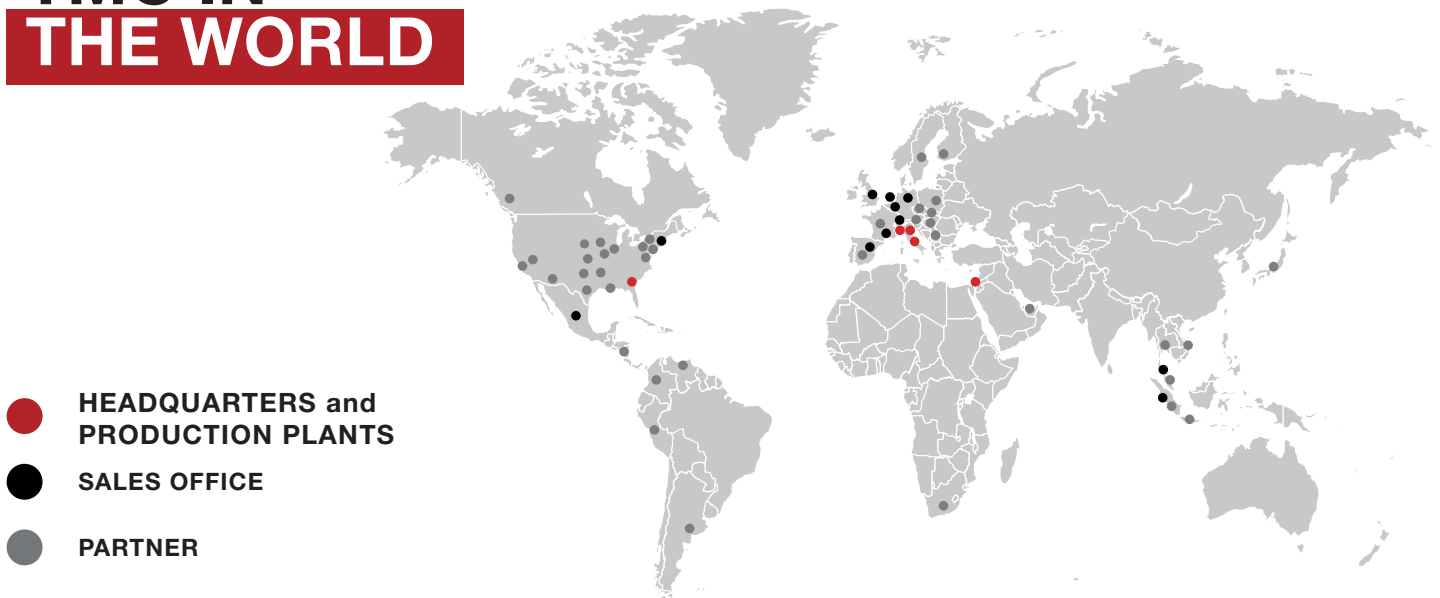 THE WORLD
HEADQUARTERS and
PRODUCTION PLANTS
SALES OFFICE
PARTNER